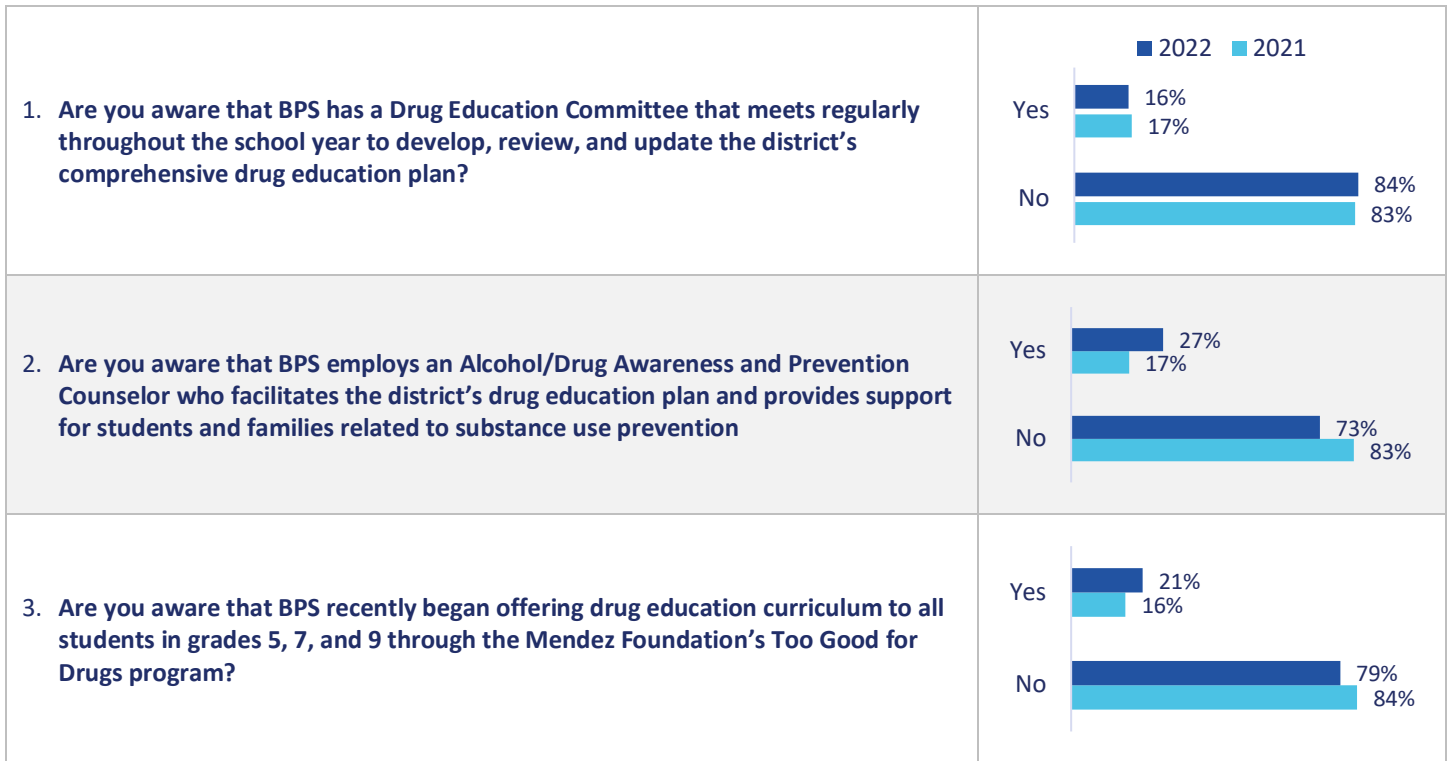 ■ 2022 ■ 2021
1. Are you aware that BPS has a Drug Education Committee that meets regularly
throughout the school year to develop, review, and update the district’s
comprehensive drug education plan?
Yes
16%
17%
No
84%
83%
2. Are you aware that BPS employs an Alcohol/Drug Awareness and Prevention
Counselor who facilitates the district’s drug education plan and provides support
for students and families related to substance use prevention
Yes
27%
17%
No
73%
83%
3. Are you aware that BPS recently began offering drug education curriculum to all
students in grades 5, 7, and 9 through the Mendez Foundation’s Too Good for
Drugs program?
Yes
21%
16%
No
79%
84%